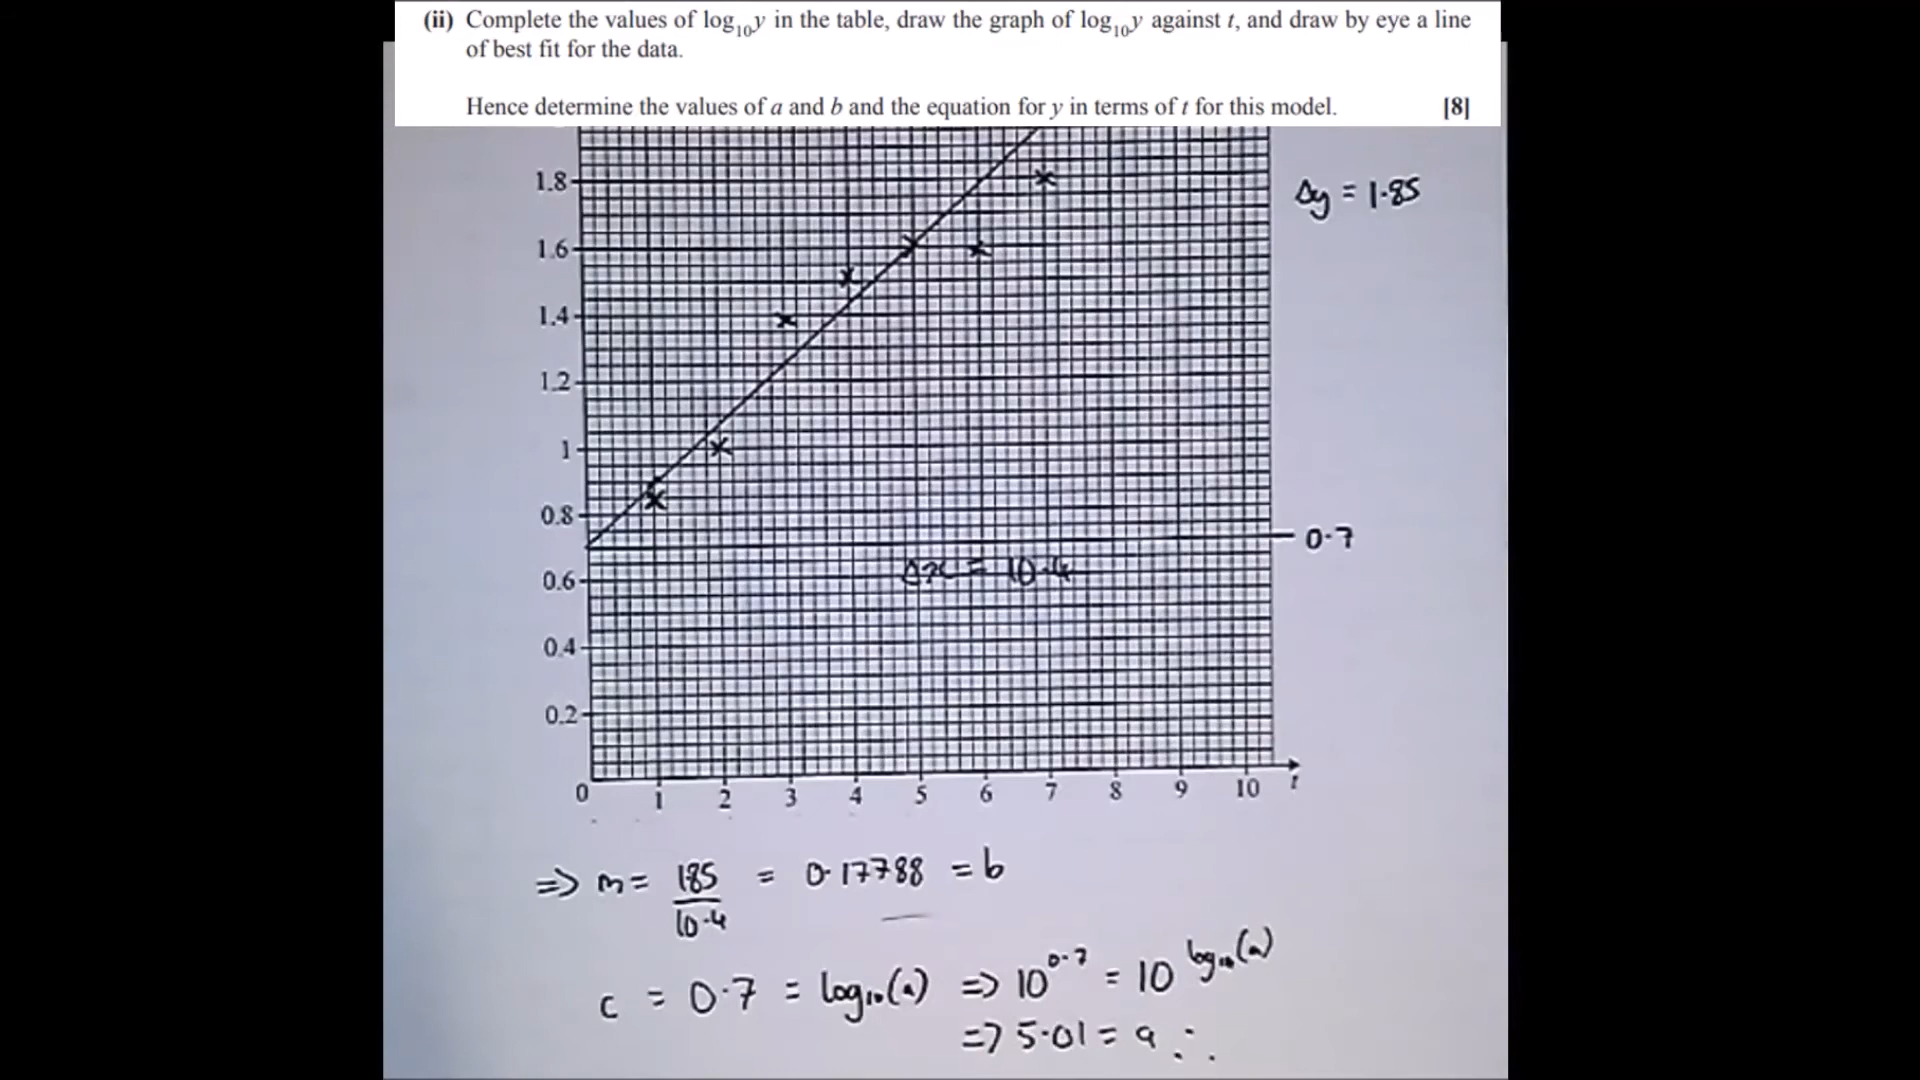 (ii) Complete the values of log₁₀y in the table, draw the graph of log₁₀y against t, and draw by eye a line
of best fit for the data.
Hence determine the values of a and b and the equation for y in terms of t for this model. [8]
1.8
Δy = 1.85
1.6
1.4
1.2
1
0.8
0.7
Δx = 10.4
0.6
0.4
0.2
0 1 2 3 4 5 6 7 8 9 10 t
=> m = 185/10.4 = 0.17788 = b
c = 0.7 = log₁₀(a) => 10^0.7 = 10^log₁₀(a)
=> 5.01 = a ∴